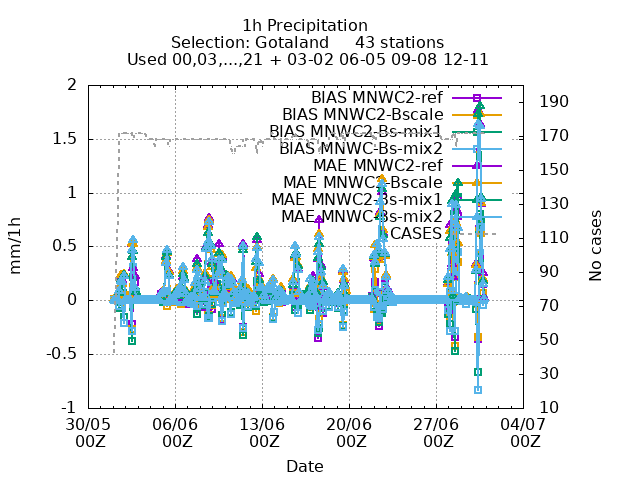 1h Precipitation
Selection: Gotaland 43 stations
Used 00,03,...,21 + 03-02 06-05 09-08 12-11
BIAS MNWC2-ref
BIAS MNWC2-Bscale
BIAS MNWC2-Bs-mix1
BIAS MNWC-Bs-mix2
MAE MNWC2-ref
MAE MNWC2-Bscale
MAE MNWC2-Bs-mix1
MAE MNWC-Bs-mix2
CASES
2
1.5
1
0.5
0
-0.5
-1
mm/1h
190
170
150
130
110
90
70
50
30
10
No cases
30/05 06/06 13/06 20/06 27/06 04/07
00Z 00Z 00Z 00Z 00Z 00Z
Date